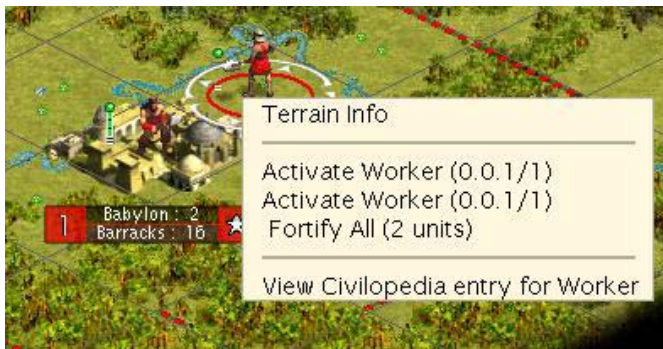 Terrain Info
Activate Worker (0.0.1/1)
Activate Worker (0.0.1/1)
Fortify All (2 units)
View Civilopedia entry for Worker
1
Babylon : 2
Barracks : 16